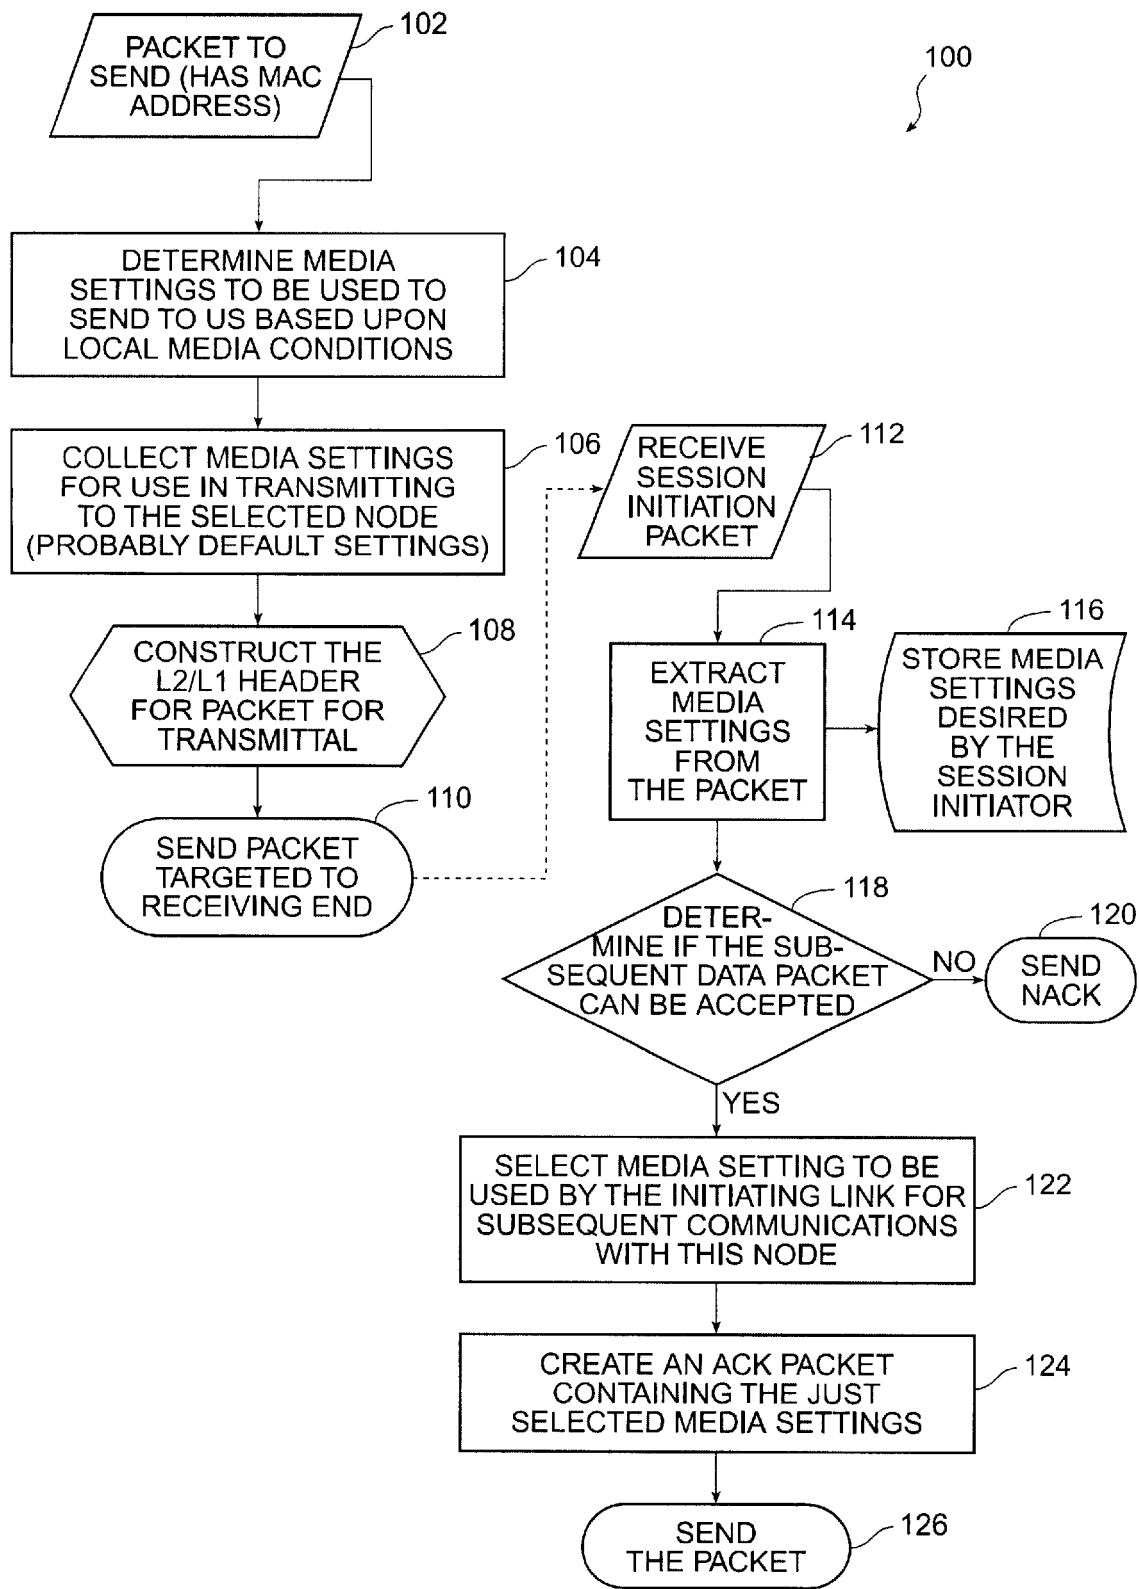 102
PACKET TO
SEND (HAS MAC
ADDRESS)
100
104
DETERMINE MEDIA
SETTINGS TO BE USED TO
SEND TO US BASED UPON
LOCAL MEDIA CONDITIONS
106
COLLECT MEDIA SETTINGS
FOR USE IN TRANSMITTING
TO THE SELECTED NODE
(PROBABLY DEFAULT SETTINGS)
108
CONSTRUCT THE
L2/L1 HEADER
FOR PACKET FOR
TRANSMITTAL
110
SEND PACKET
TARGETED TO
RECEIVING END
112
RECEIVE
SESSION
INITIATION
PACKET
114
EXTRACT
MEDIA
SETTINGS
FROM
THE PACKET
116
STORE MEDIA
SETTINGS
DESIRED
BY THE
SESSION
INITIATOR
118
DETER-
MINE IF THE SUB-
SEQUENT DATA PACKET
CAN BE ACCEPTED
NO
120
SEND
NACK
YES
122
SELECT MEDIA SETTING TO BE
USED BY THE INITIATING LINK FOR
SUBSEQUENT COMMUNICATIONS
WITH THIS NODE
124
CREATE AN ACK PACKET
CONTAINING THE JUST
SELECTED MEDIA SETTINGS
126
SEND
THE PACKET